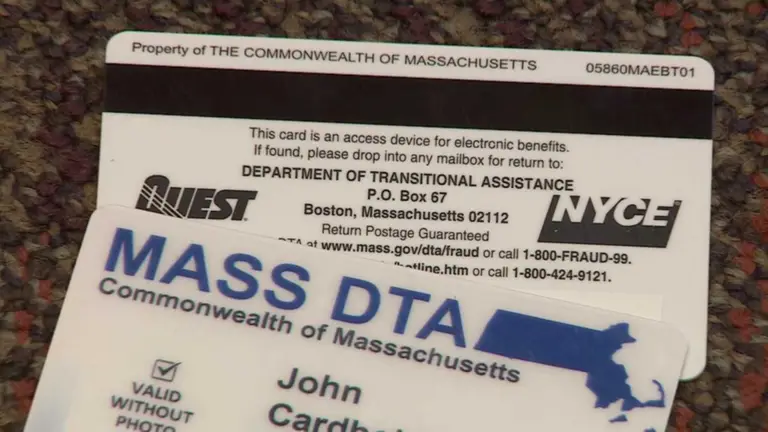 Property of THE COMMONWEALTH OF MASSACHUSETTS 05860MAEBT01
This card is an access device for electronic benefits.
If found, please drop into any mailbox for return to:
DEPARTMENT OF TRANSITIONAL ASSISTANCE
P.O. Box 67
Boston, Massachusetts 02112
Return Postage Guaranteed
QUEST
NYCE
DTA at www.mass.gov/dta/fraud or call 1-800-FRAUD-99.
or call 1-800-424-9121.
MASS DTA
Commonwealth of Massachusetts
VALID
WITHOUT
PHOTO
John